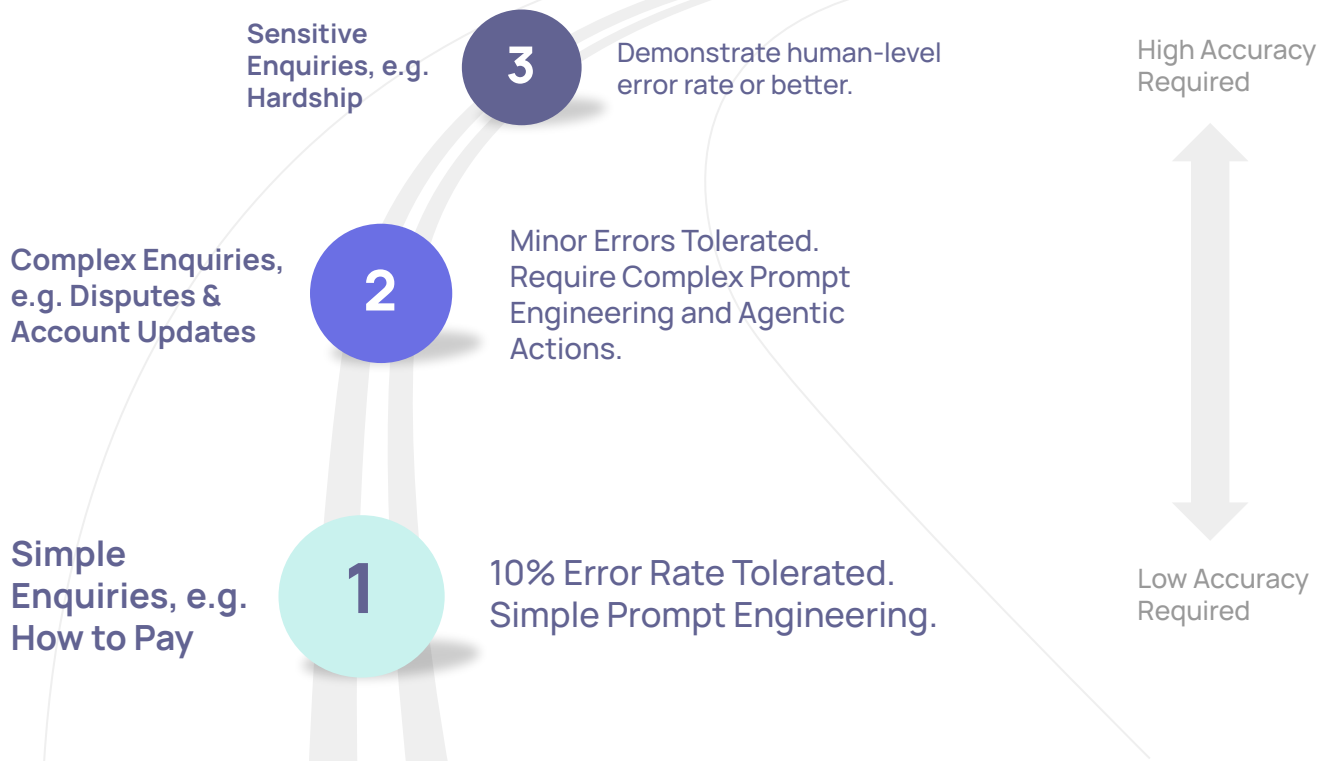 Sensitive
Enquiries, e.g.
Hardship
3
Demonstrate human-level
error rate or better.
High Accuracy
Required
Complex Enquiries,
e.g. Disputes &
Account Updates
2
Minor Errors Tolerated.
Require Complex Prompt
Engineering and Agentic
Actions.
Simple
Enquiries, e.g.
How to Pay
1
10% Error Rate Tolerated.
Simple Prompt Engineering.
Low Accuracy
Required